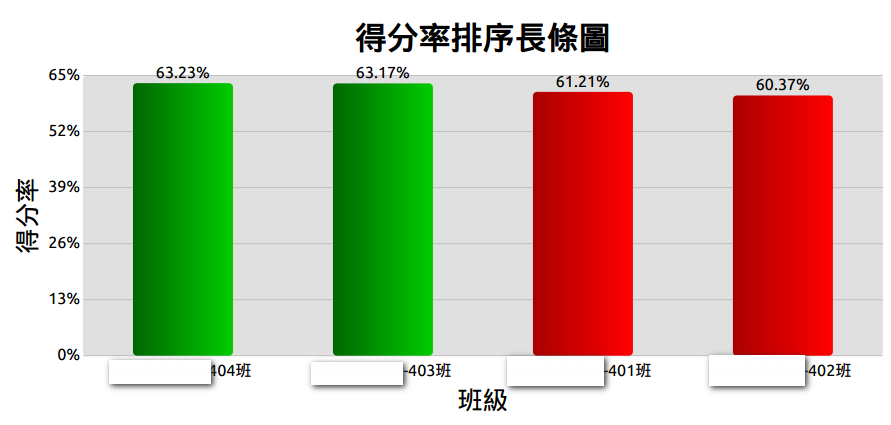 得分率排序長條圖
得分率
65%
52%
39%
26%
13%
0%
63.23%
63.17%
61.21%
60.37%
-404班
-403班
-401班
-402班
班級